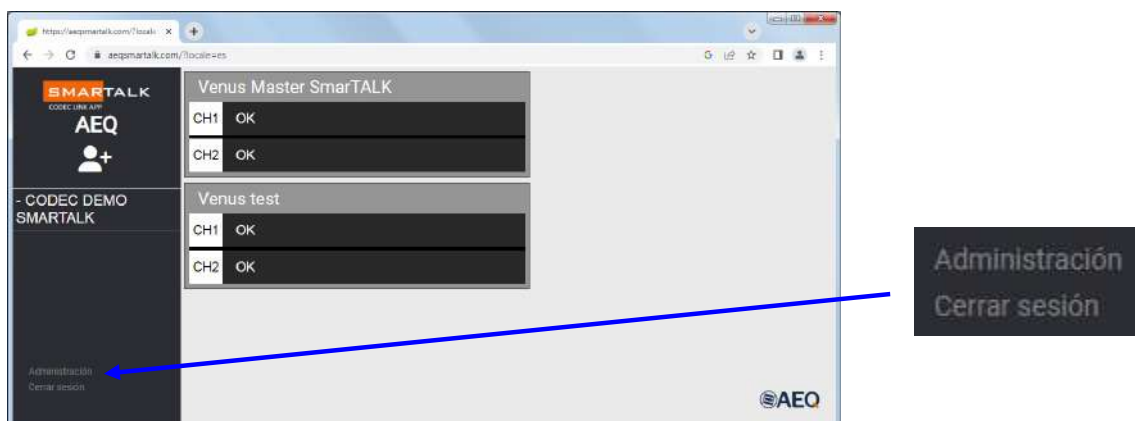 https://aeqsmartalk.com/?locale
aeqsmartalk.com/?locale=es
SMARTALK
CODEC LINK APP
AEQ
- CODEC DEMO
SMARTALK
Administración
Cerrar sesión
Venus Master SmarTALK
CH1 OK
CH2 OK
Venus test
CH1 OK
CH2 OK
AEQ
Administración
Cerrar sesión